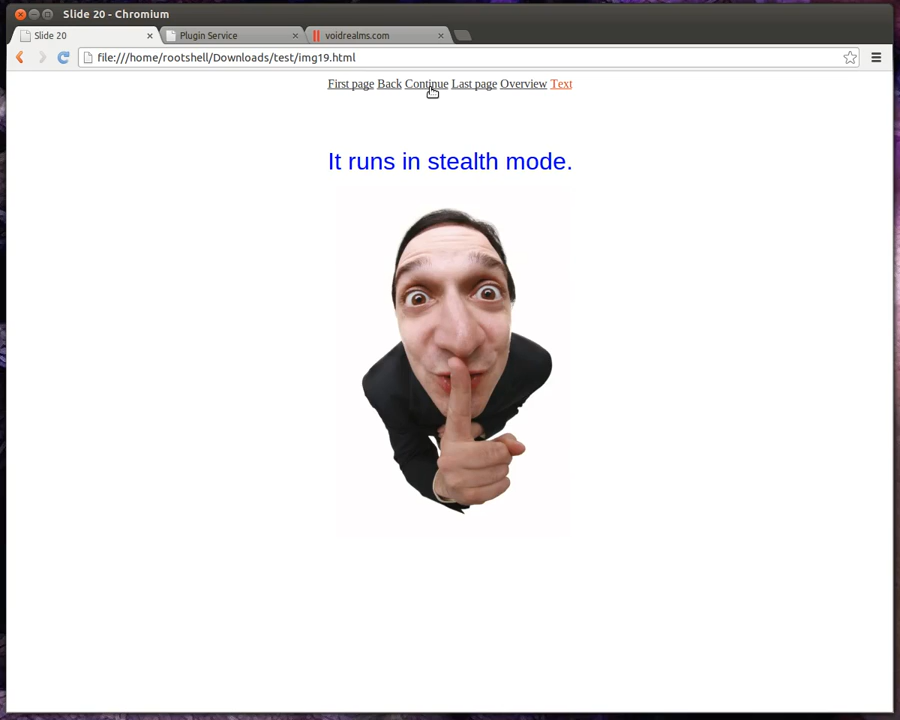 Slide 20 - Chromium
Slide 20
Plugin Service
voidrealms.com
file:///home/rootshell/Downloads/test/img19.html
First page Back Continue Last page Overview Text
It runs in stealth mode.